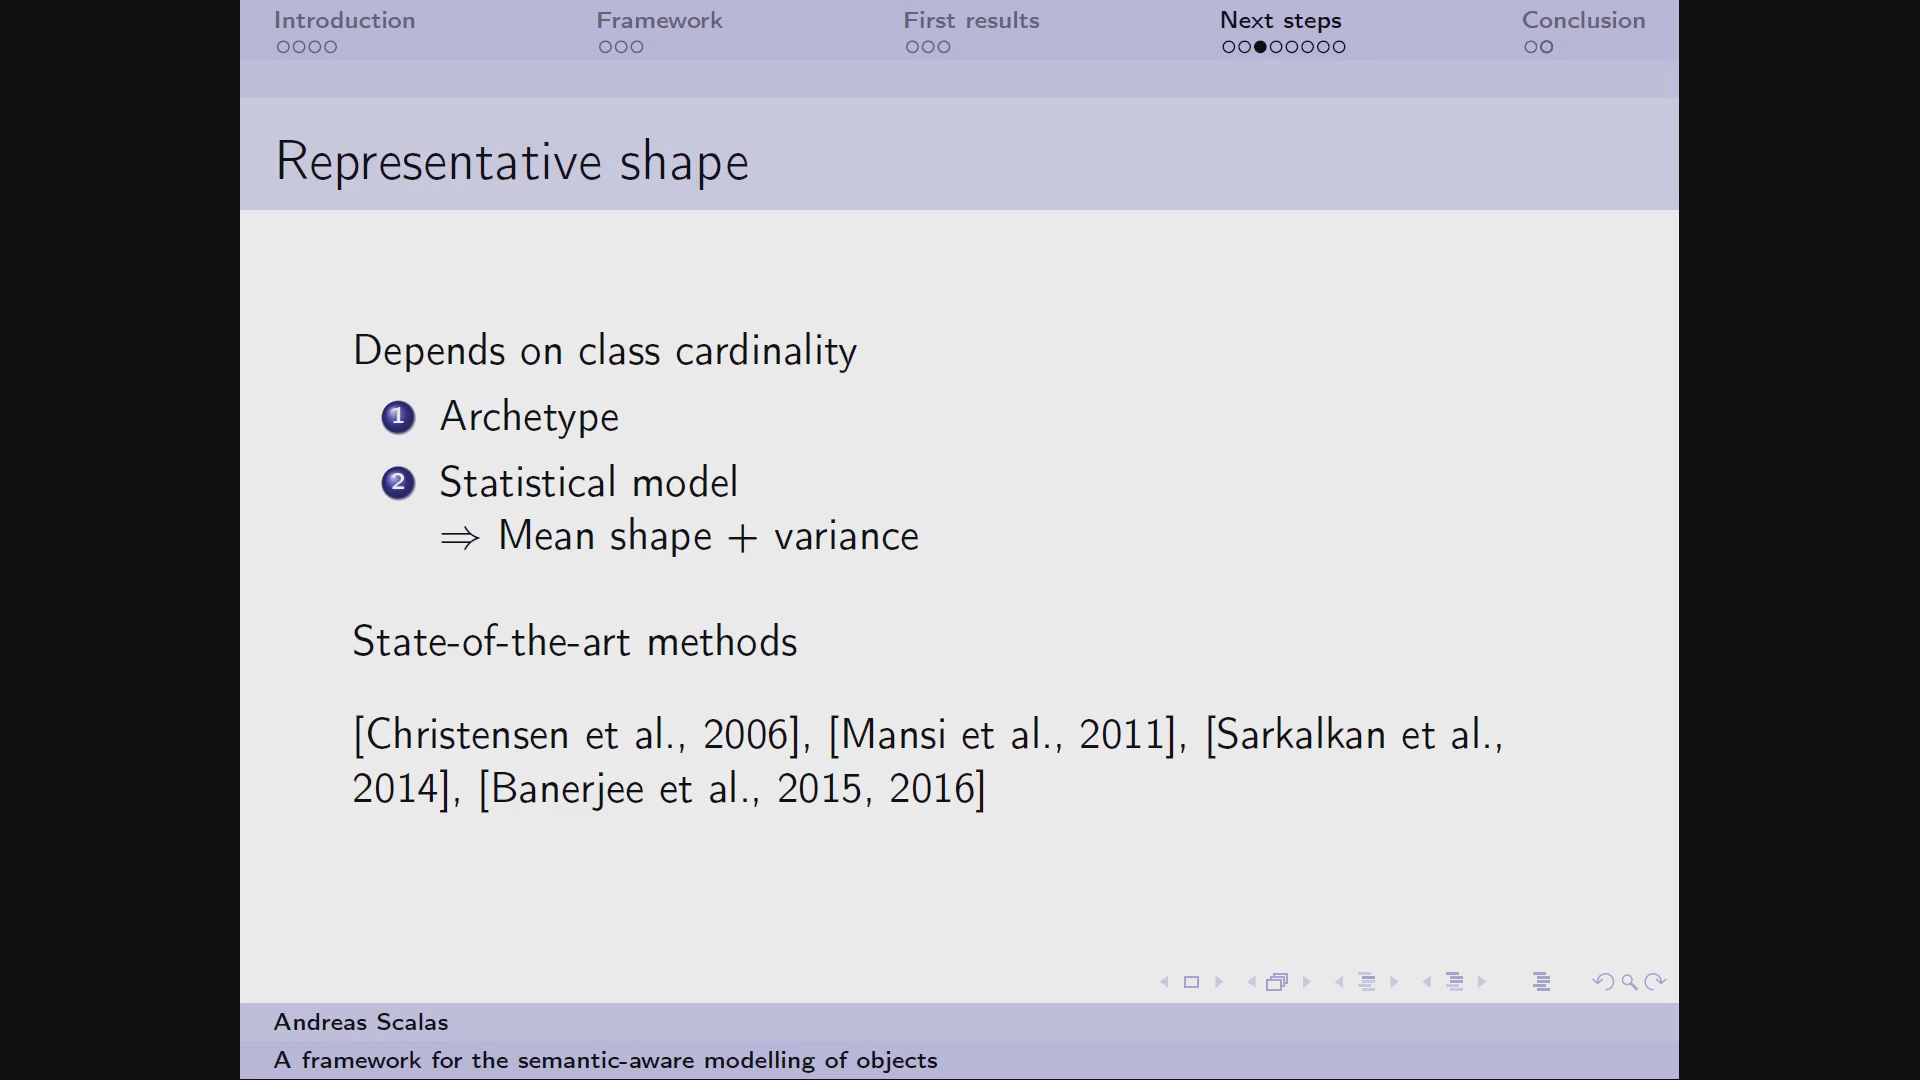 Introduction Framework First results Next steps Conclusion
Representative shape
Depends on class cardinality
1 Archetype
2 Statistical model
⇒ Mean shape + variance
State-of-the-art methods
[Christensen et al., 2006], [Mansi et al., 2011], [Sarkalkan et al.,
2014], [Banerjee et al., 2015, 2016]
Andreas Scalas
A framework for the semantic-aware modelling of objects